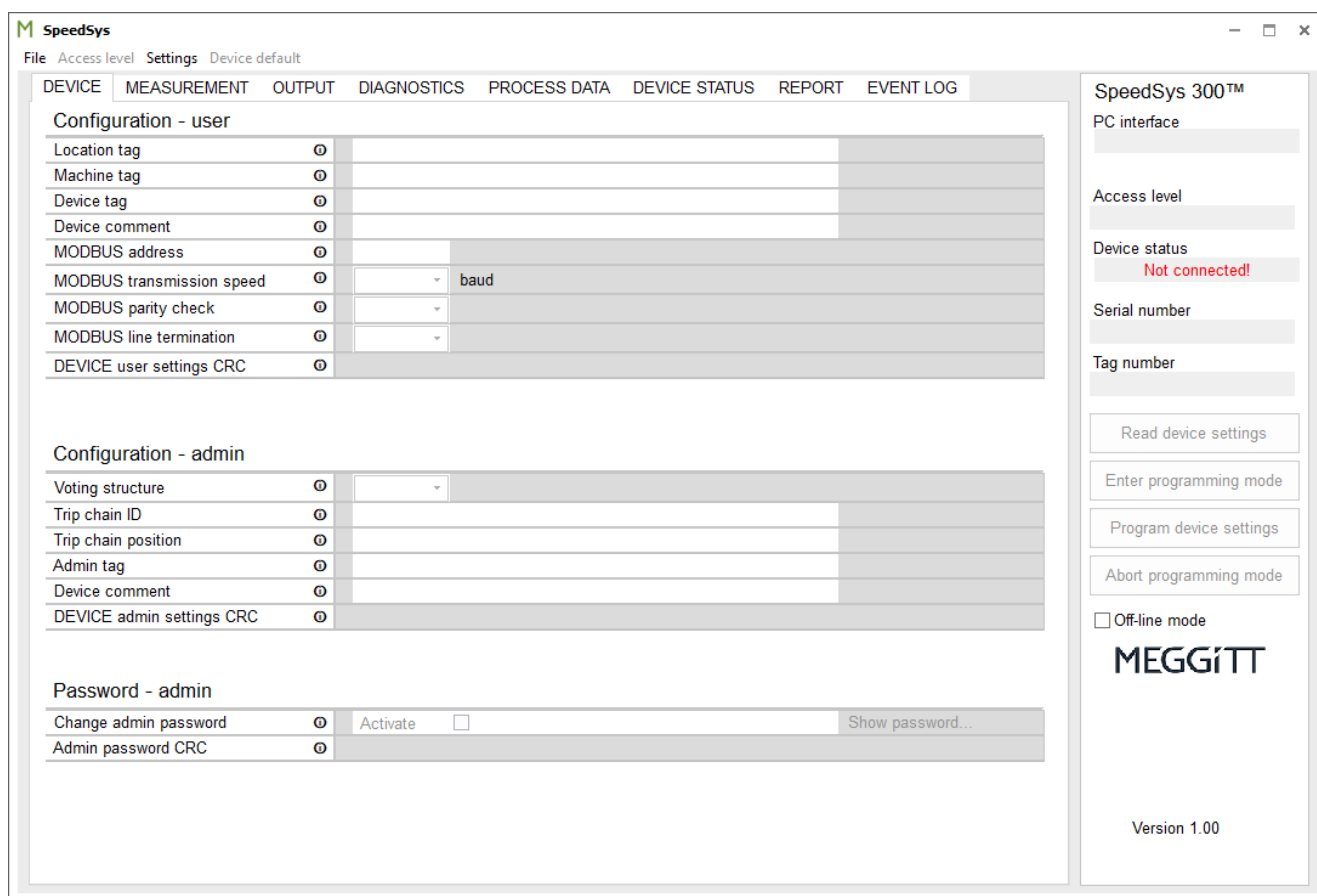 SpeedSys
File Access level Settings Device default
DEVICE MEASUREMENT OUTPUT DIAGNOSTICS PROCESS DATA DEVICE STATUS REPORT EVENT LOG
Configuration - user
Location tag
Machine tag
Device tag
Device comment
MODBUS address
MODBUS transmission speed baud
MODBUS parity check
MODBUS line termination
DEVICE user settings CRC
Configuration - admin
Voting structure
Trip chain ID
Trip chain position
Admin tag
Device comment
DEVICE admin settings CRC
Password - admin
Change admin password Activate Show password...
Admin password CRC
SpeedSys 300™
PC interface
Access level
Device status
Not connected!
Serial number
Tag number
Read device settings
Enter programming mode
Program device settings
Abort programming mode
Off-line mode
MEGGiTT
Version 1.00